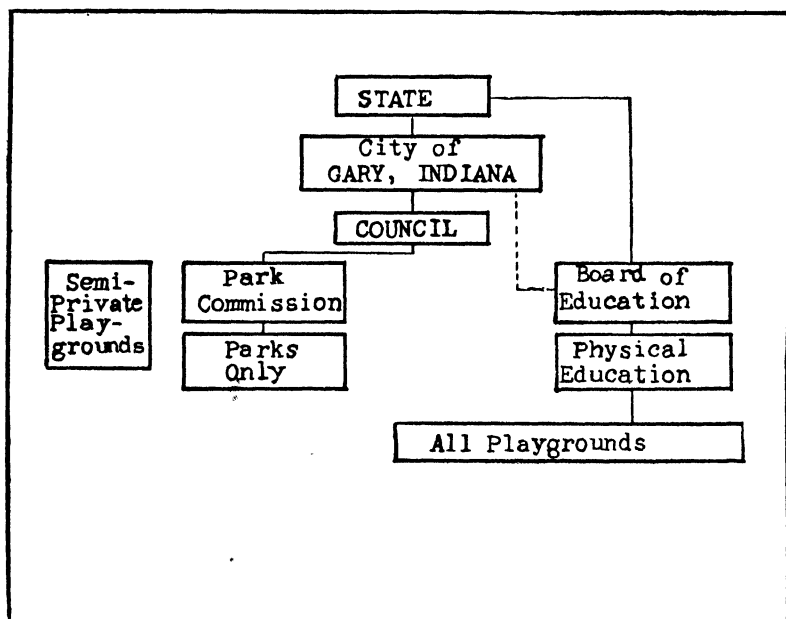 STATE
City of
GARY, INDIANA
COUNCIL
Semi-
Private
Play-
grounds
Park
Commission
Parks
Only
Board of
Education
Physical
Education
All Playgrounds